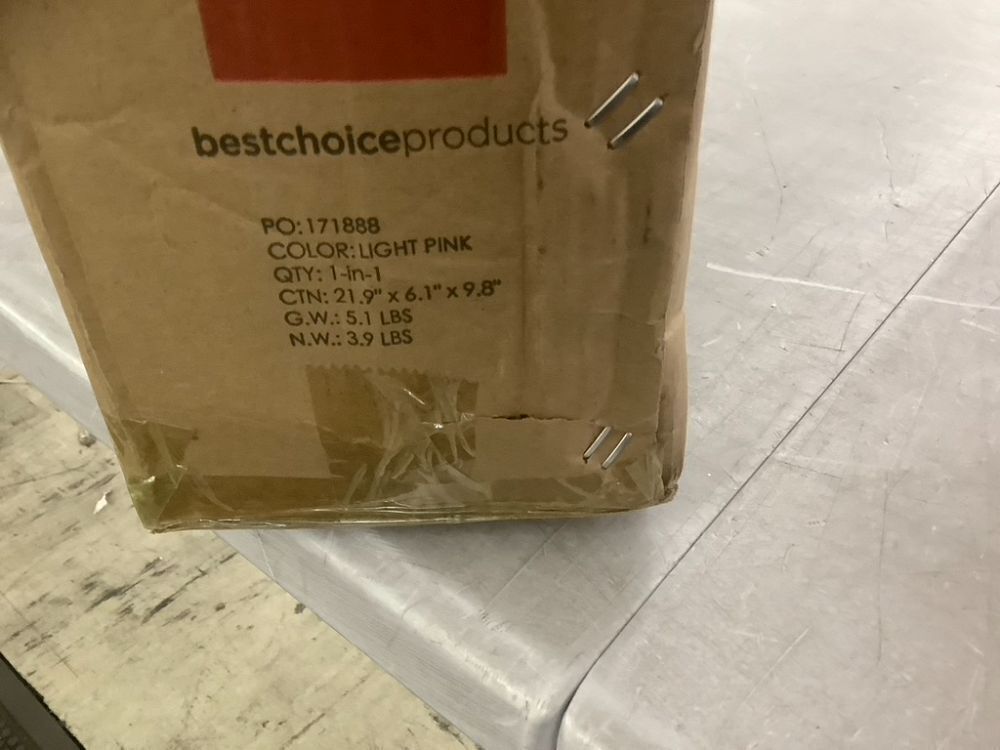 bestchoiceproducts
PO: 171888
COLOR: LIGHT PINK
QTY: 1-in-1
CTN: 21.9" x 6.1" x 9.8"
G.W.: 5.1 LBS
N.W.: 3.9 LBS